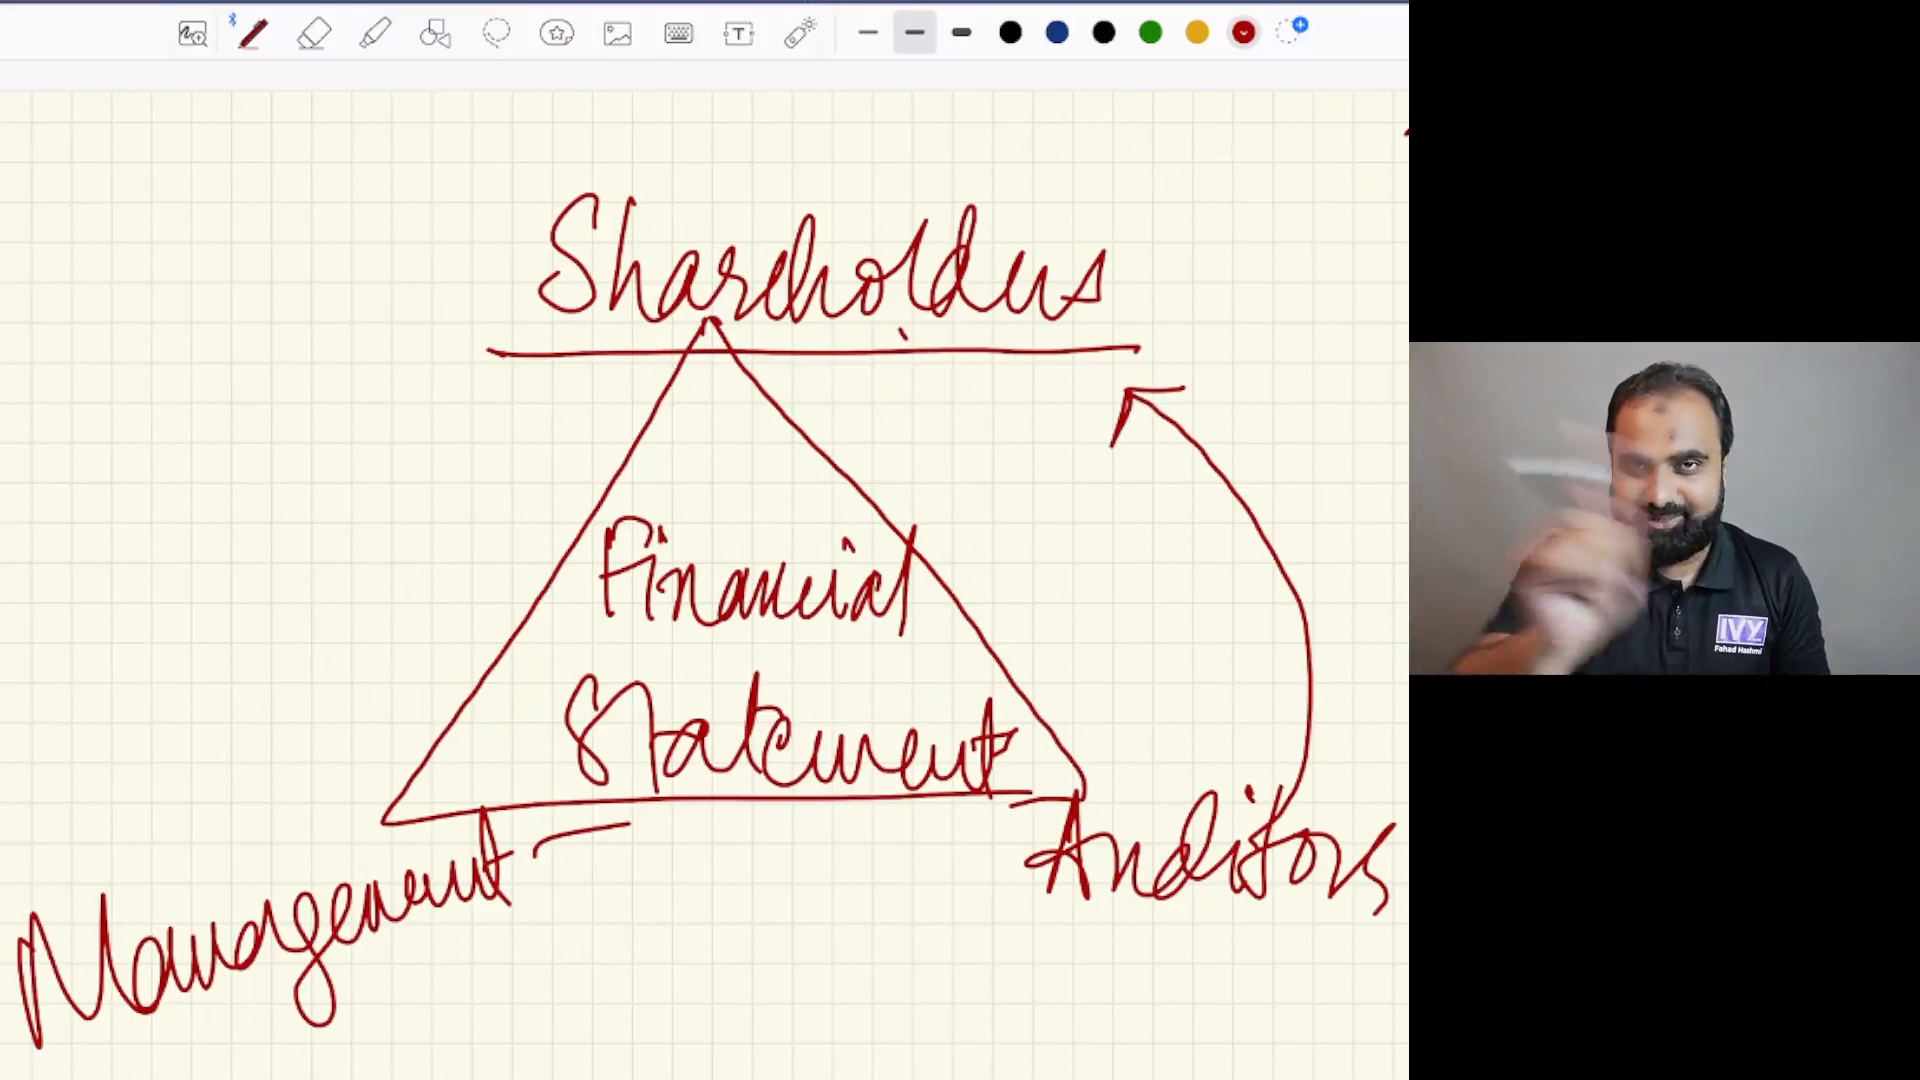 Shareholders
Financial
Statement
Management
Auditors
T
IVY
Fahad Hashmi